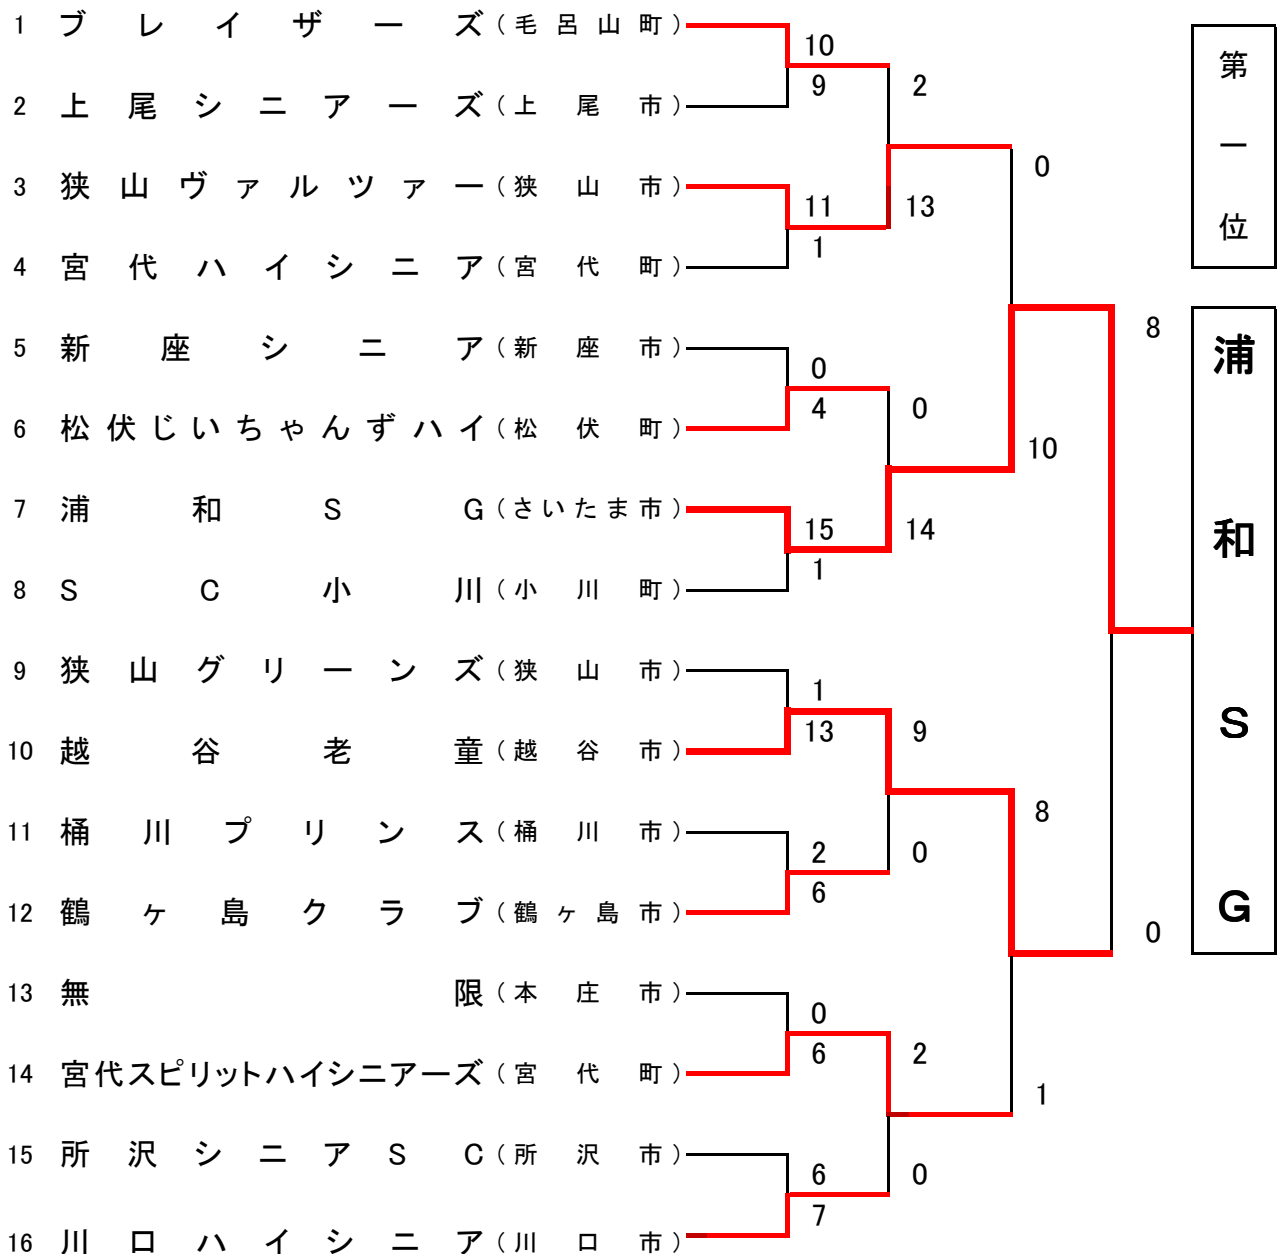 1 ブレイザーズ(毛呂山町)
2 上尾シニアーズ(上尾市)
3 狭山ヴァルツァー(狭山市)
4 宮代ハイシニア(宮代町)
5 新座シニア(新座市)
6 松伏じいちゃんずハイ(松伏町)
7 浦和SG(さいたま市)
8 SC小川(小川町)
9 狭山グリーンズ(狭山市)
10 越谷老童(越谷市)
11 桶川プリンス(桶川市)
12 鶴ヶ島クラブ(鶴ヶ島市)
13 無限(本庄市)
14 宮代スピリットハイシニアーズ(宮代町)
15 所沢シニアSC(所沢市)
16 川口ハイシニア(川口市)
10
9
11
1
0
4
15
1
1
13
2
6
0
6
6
7
2
13
0
14
9
0
2
0
0
10
8
1
8
0
第一位
浦和SG